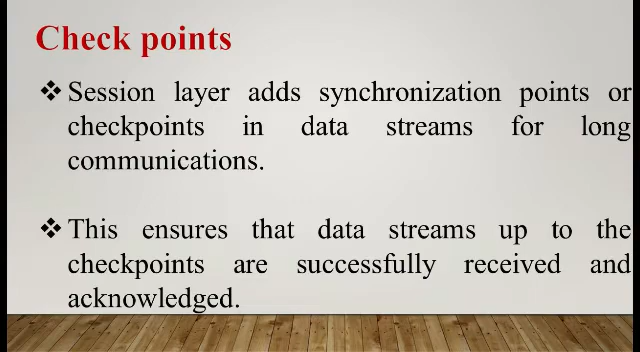 Check points
❖ Session layer adds synchronization points or
checkpoints in data streams for long
communications.
❖ This ensures that data streams up to the
checkpoints are successfully received and
acknowledged.